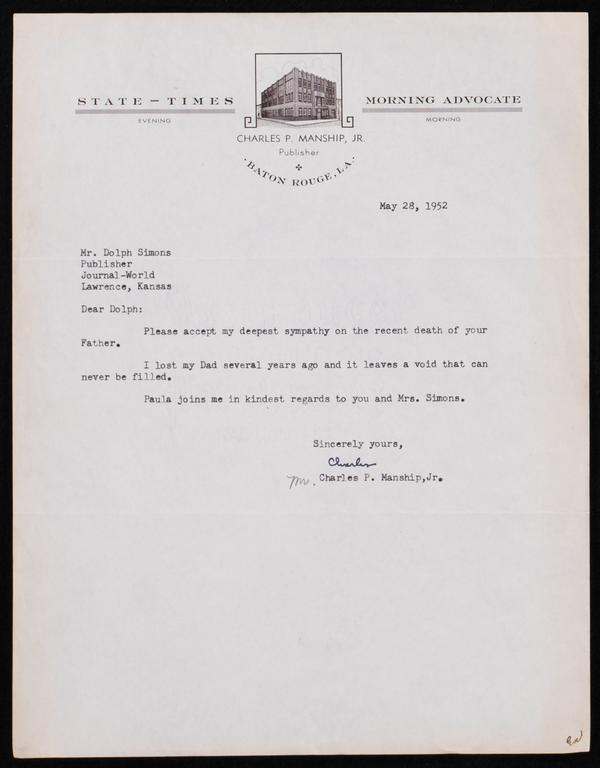 STATE - TIMES
EVENING
MORNING ADVOCATE
MORNING
CHARLES P. MANSHIP, JR.
Publisher
BATON ROUGE, LA.
May 28, 1952
Mr. Dolph Simons
Publisher
Journal-World
Lawrence, Kansas
Dear Dolph:
Please accept my deepest sympathy on the recent death of your
Father.
I lost my Dad several years ago and it leaves a void that can
never be filled.
Paula joins me in kindest regards to you and Mrs. Simons.
Sincerely yours,
Charles
Mr. Charles P. Manship,Jr.